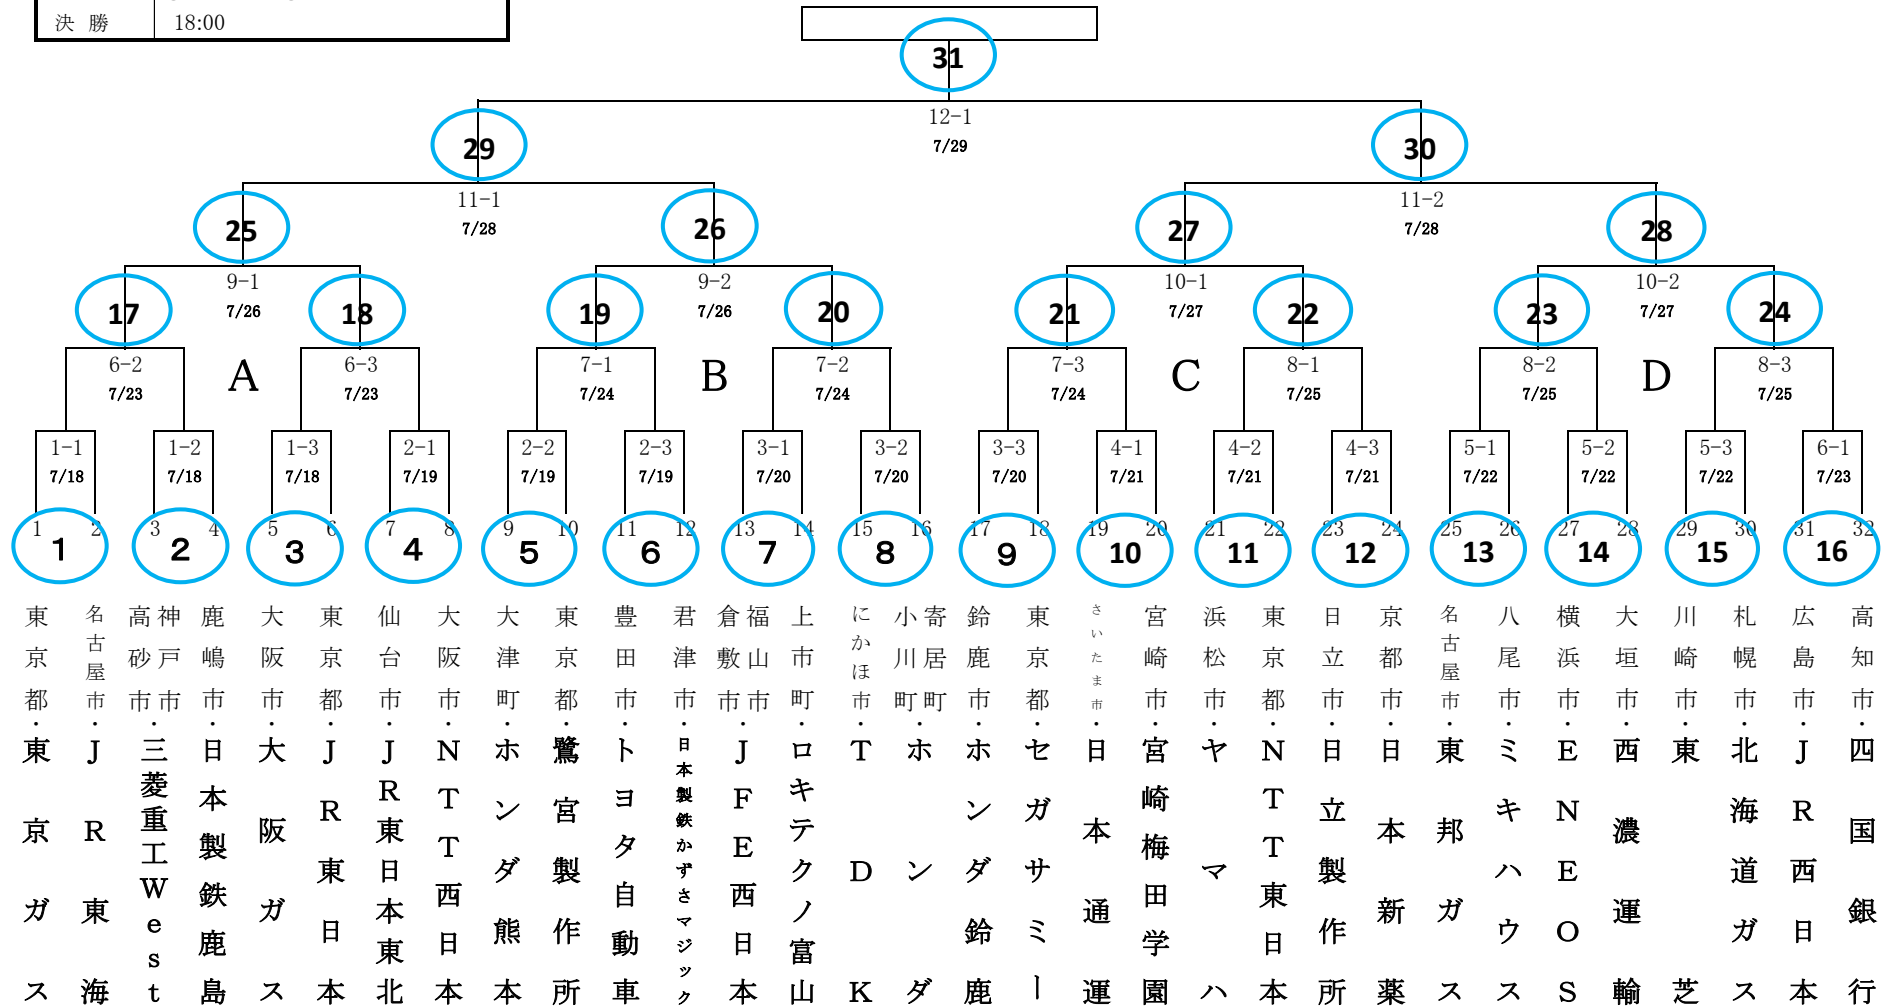 決 勝 18:00
31
12-1
7/29
29 30
11-1 11-2
7/28 7/28
25 26 27 28
9-1 9-2 10-1 10-2
7/26 7/26 7/27 7/27
17 18 19 20 21 22 23 24
6-2 6-3 7-1 7-2 7-3 8-1 8-2 8-3
7/23 7/23 7/24 7/24 7/24 7/25 7/25 7/25
A B C D
1-1 1-2 1-3 2-1 2-2 2-3 3-1 3-2 3-3 4-1 4-2 4-3 5-1 5-2 5-3 6-1
7/18 7/18 7/18 7/19 7/19 7/19 7/20 7/20 7/20 7/21 7/21 7/21 7/22 7/22 7/22 7/23
1 2 3 4 5 6 7 8 9 10 11 12 13 14 15 16 17 18 19 20 21 22 23 24 25 26 27 28 29 30 31 32
1 2 3 4 5 6 7 8 9 10 11 12 13 14 15 16
東京都・東京ガス
名古屋市・JR東海
神戸市
高砂市・三菱重工West
鹿嶋市・日本製鉄鹿島
大阪市・大阪ガス
東京都・JR東日本
仙台市・JR東日本東北
大阪市・NTT西日本
大津町・ホンダ熊本
東京都・鷺宮製作所
豊田市・トヨタ自動車
君津市・日本製鉄かずさマジック
福山市
倉敷市・JFE西日本
上市町・ロキテクノ富山
にかほ市・TDK
寄居町
小川町・ホンダ
鈴鹿市・ホンダ鈴鹿
東京都・セガサミー
さいたま市・日本通運
宮崎市・宮崎梅田学園
浜松市・ヤマハ
東京都・NTT東日本
日立市・日立製作所
京都市・日本新薬
名古屋市・東邦ガス
八尾市・ミキハウス
横浜市・ENEOS
大垣市・西濃運輸
川崎市・東芝
札幌市・北海道ガス
広島市・JR西日本
高知市・四国銀行